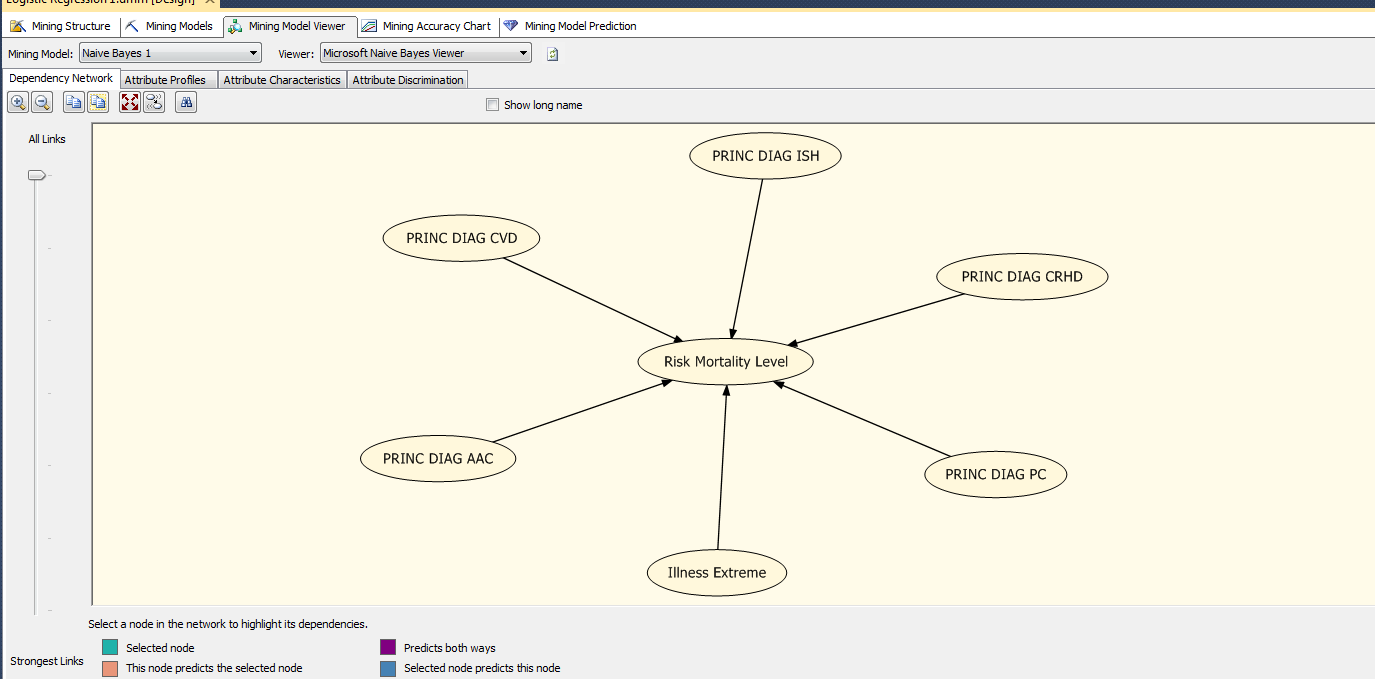 Logistic Regression 1.dmm [Design] X
Mining Structure Mining Models Mining Model Viewer Mining Accuracy Chart Mining Model Prediction
Mining Model: Naive Bayes 1 Viewer: Microsoft Naive Bayes Viewer
Dependency Network Attribute Profiles Attribute Characteristics Attribute Discrimination
Show long name
All Links
PRINC DIAG ISH
PRINC DIAG CVD
PRINC DIAG CRHD
Risk Mortality Level
PRINC DIAG AAC
PRINC DIAG PC
Illness Extreme
Select a node in the network to highlight its dependencies.
Selected node Predicts both ways
Strongest Links
This node predicts the selected node Selected node predicts this node